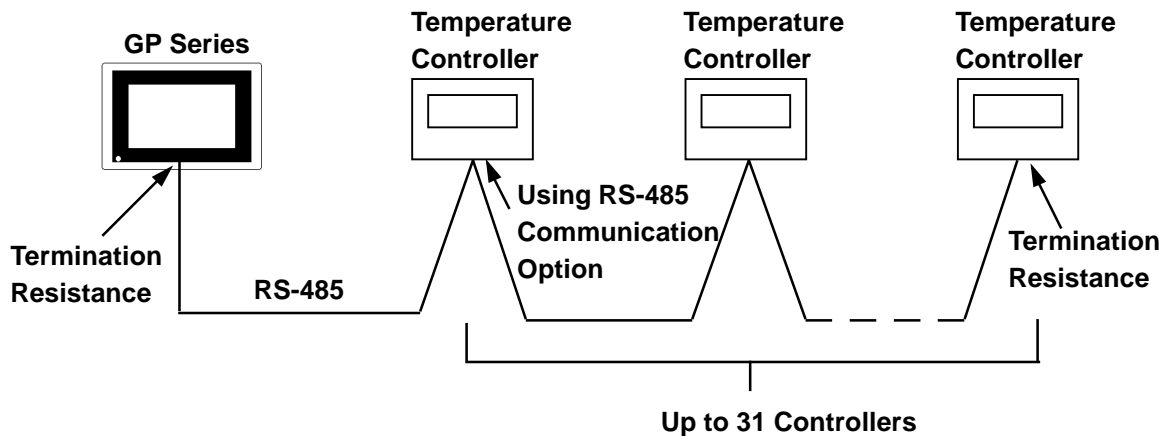 GP Series
Temperature
Controller
Temperature
Controller
Temperature
Controller
Termination
Resistance
RS-485
Using RS-485
Communication
Option
Termination
Resistance
Up to 31 Controllers